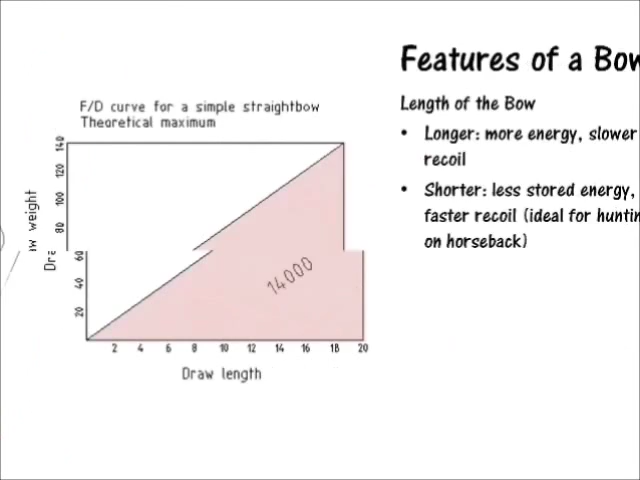 Features of a Bow
F/D curve for a simple straightbow
Theoretical maximum
Length of the Bow
• Longer: more energy, slower
recoil
• Shorter: less stored energy,
faster recoil (ideal for huntin
on horseback)
140
120
100
80
60
40
20
weight
14000
2 4 6 8 10 12 14 16 18 20
Draw length